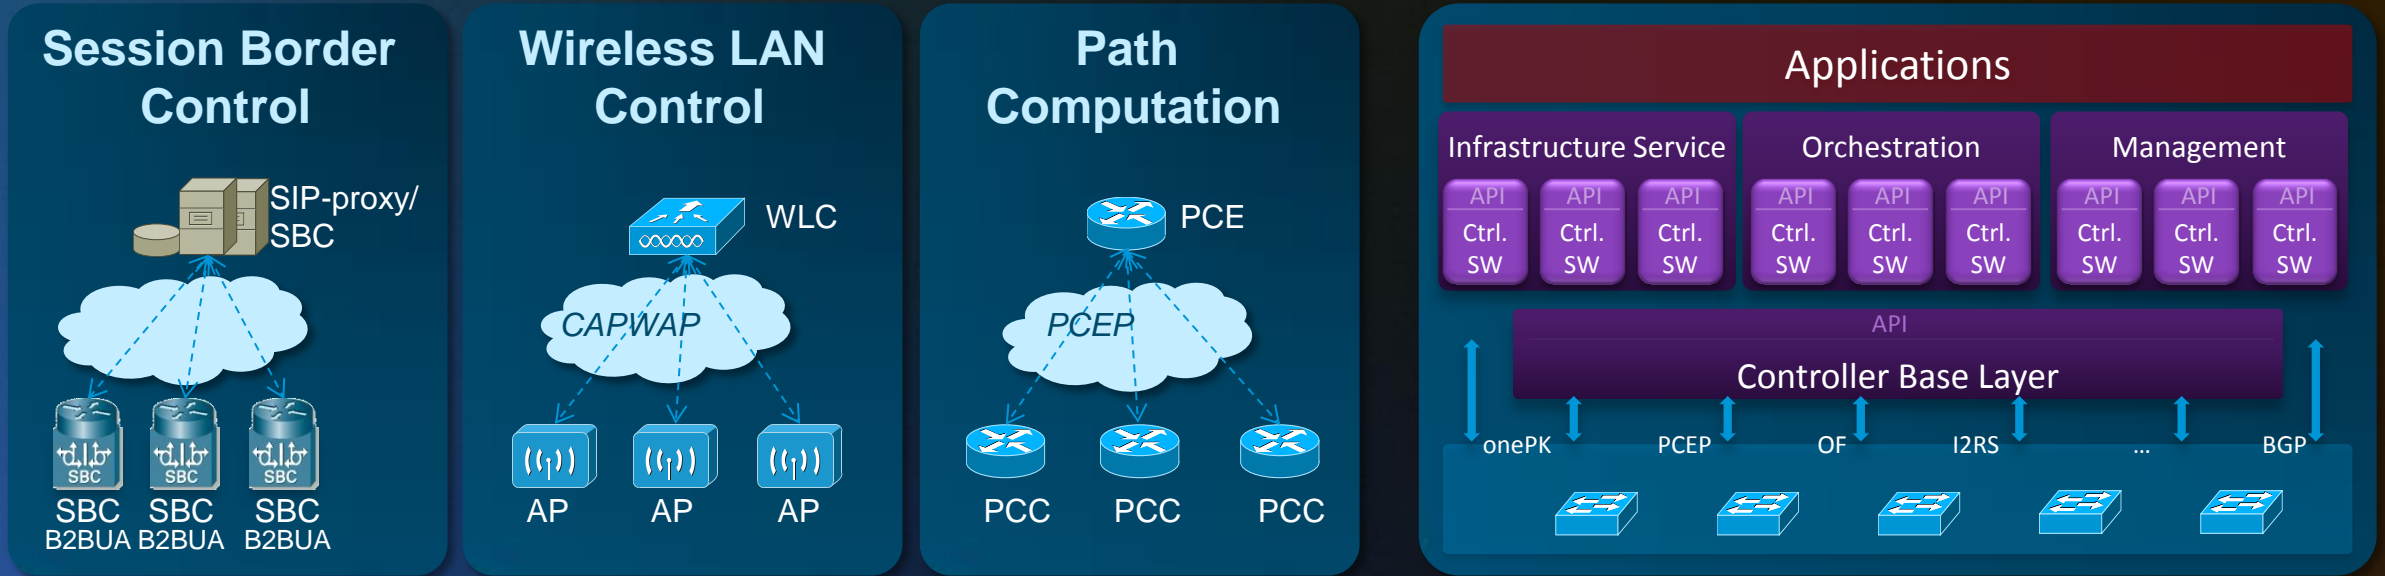 Session Border
Control
SIP-proxy/
SBC
SBC
SBC
SBC
SBC SBC SBC
B2BUA B2BUA B2BUA
Wireless LAN
Control
WLC
CAPWAP
AP AP AP
Path
Computation
PCE
PCEP
PCC PCC PCC
Applications
Infrastructure Service
API API API
Ctrl. Ctrl. Ctrl.
SW SW SW
Orchestration
API API API
Ctrl. Ctrl. Ctrl.
SW SW SW
Management
API API API
Ctrl. Ctrl. Ctrl.
SW SW SW
API
Controller Base Layer
onePK PCEP OF I2RS ... BGP